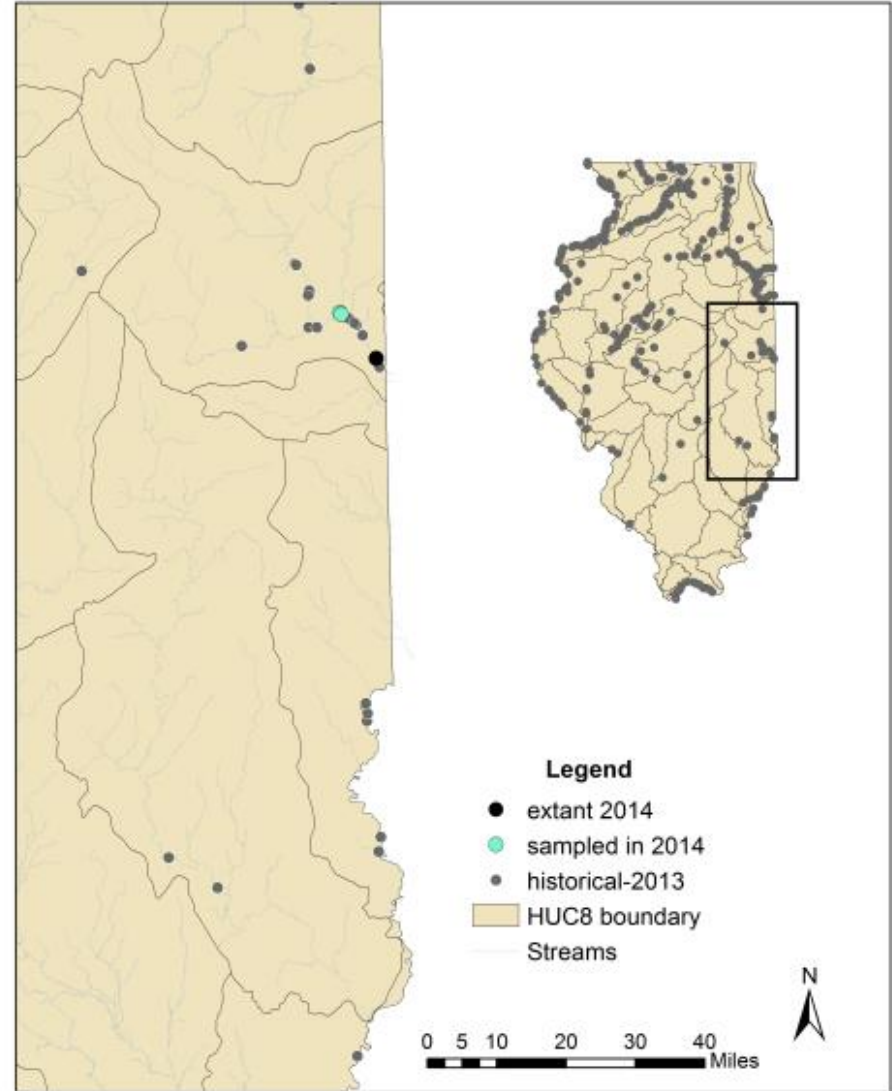 Legend
extant 2014
sampled in 2014
historical-2013
HUC8 boundary
Streams
N
0 5 10 20 30 40
Miles